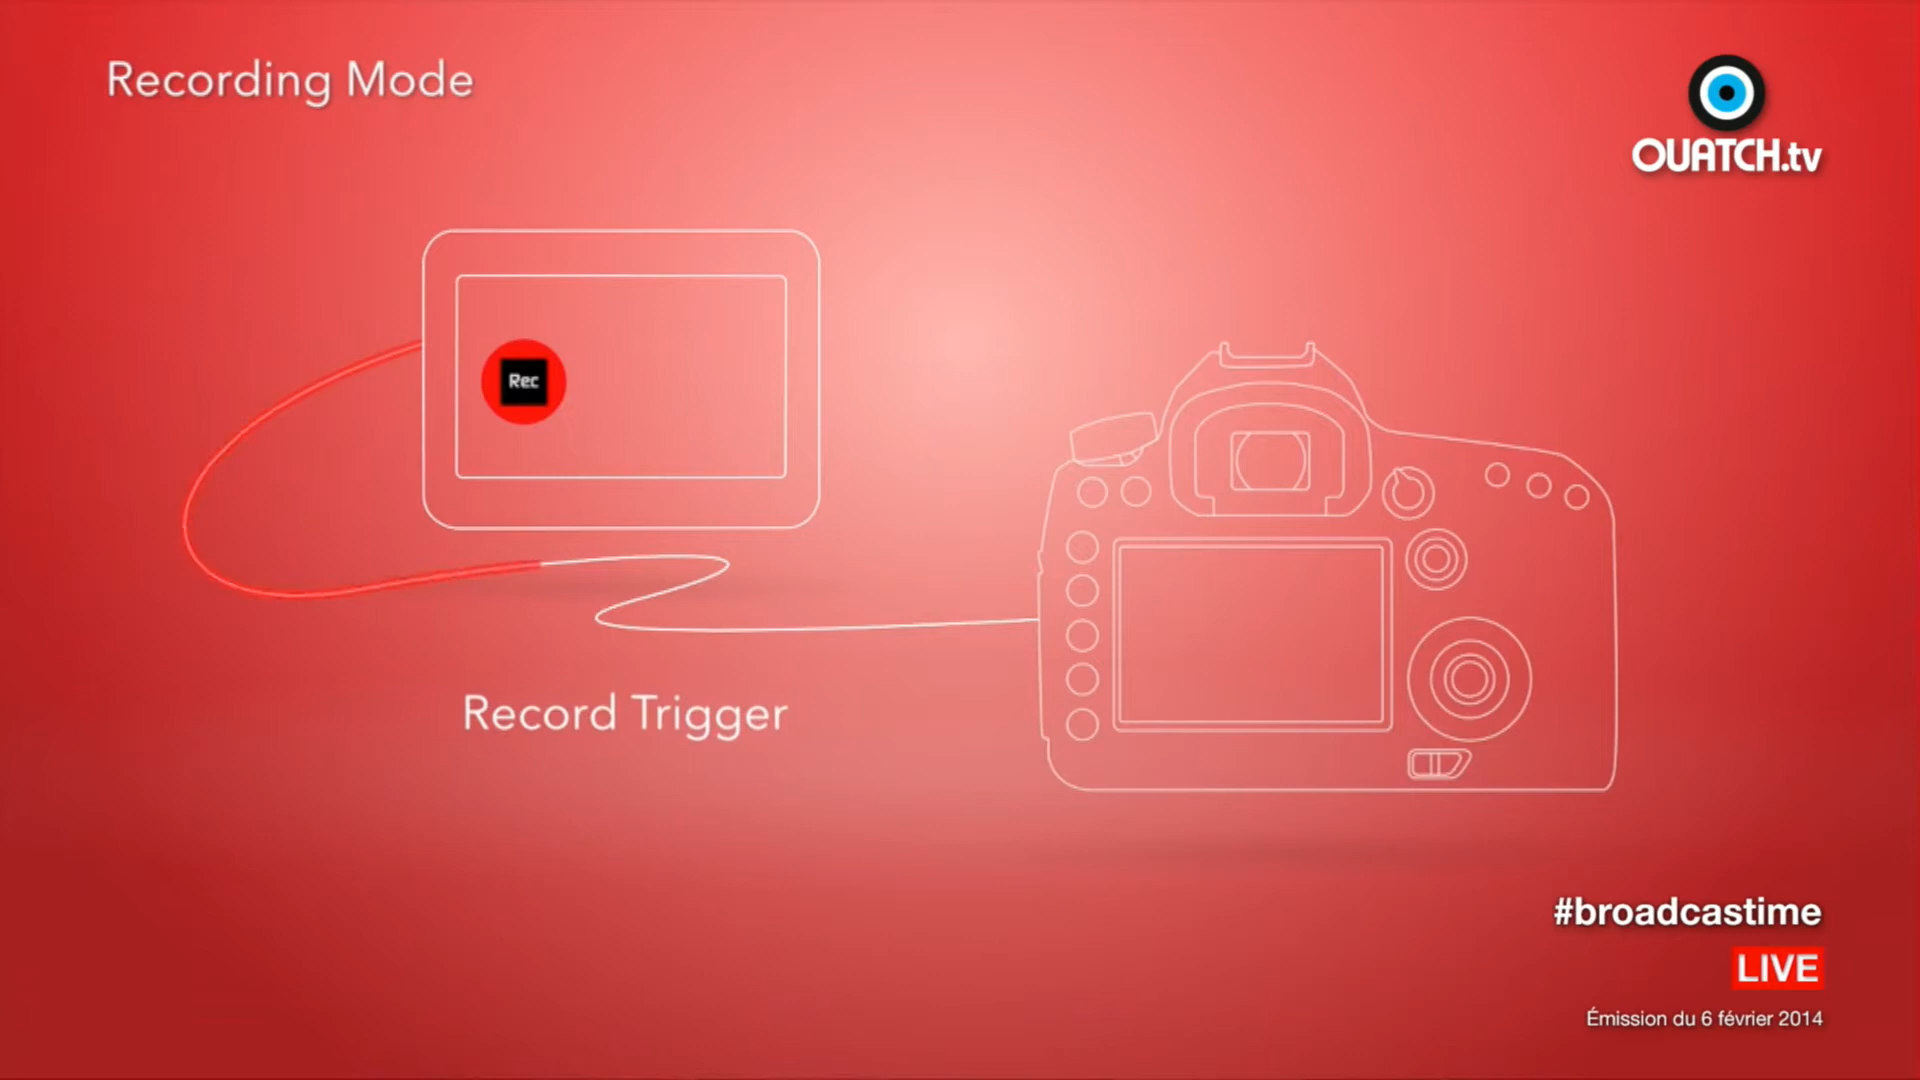 Recording Mode
OUATCH.tv
Rec
Record Trigger
#broadcastime
LIVE
Émission du 6 février 2014